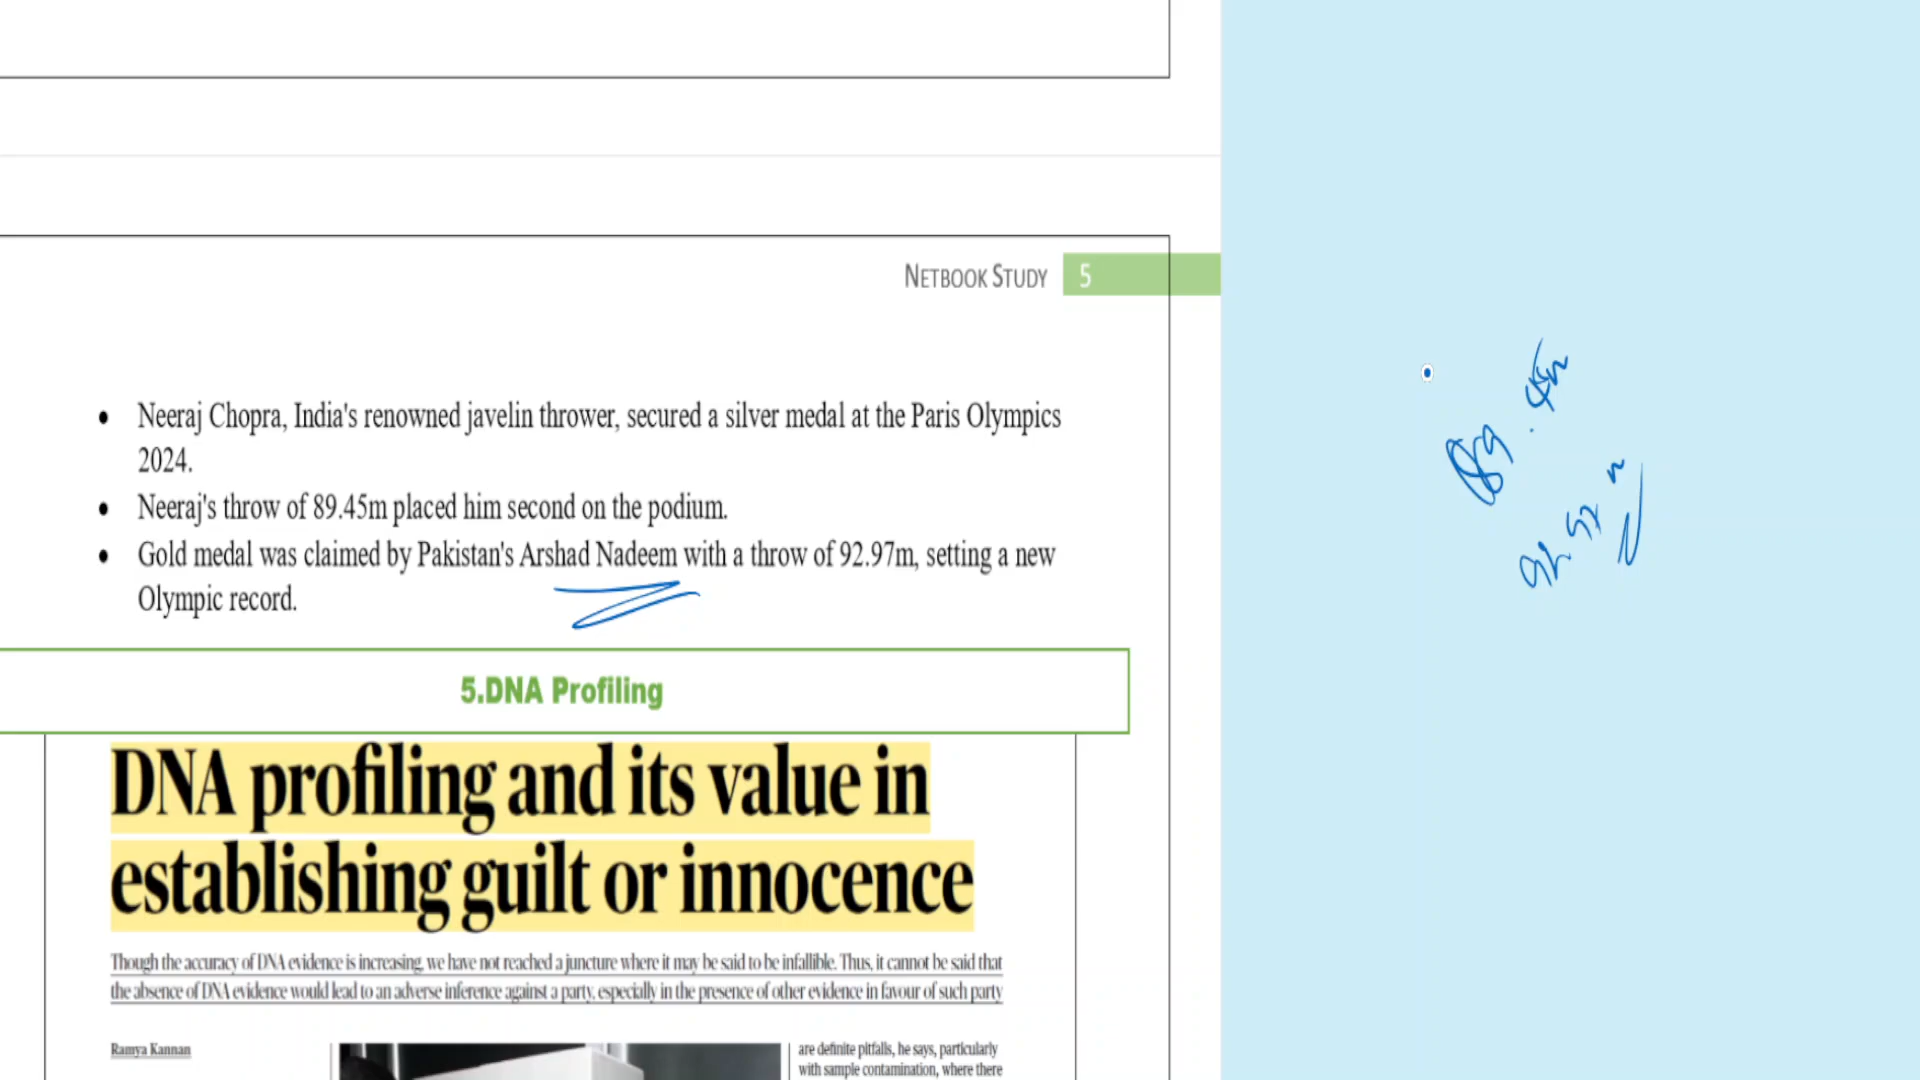 NETBOOK STUDY 5
• Neeraj Chopra, India's renowned javelin thrower, secured a silver medal at the Paris Olympics
2024.
• Neeraj's throw of 89.45m placed him second on the podium.
• Gold medal was claimed by Pakistan's Arshad Nadeem with a throw of 92.97m, setting a new
Olympic record.
5.DNA Profiling
DNA profiling and its value in
establishing guilt or innocence
Though the accuracy of DNA evidence is increasing, we have not reached a juncture where it may be said to be infallible. Thus, it cannot be said that
the absence of DNA evidence would lead to an adverse inference against a party, especially in the presence of other evidence in favour of such party
Ramya Kannan
are definite pitfalls, he says, particularly
with sample contamination, where there
89.45m